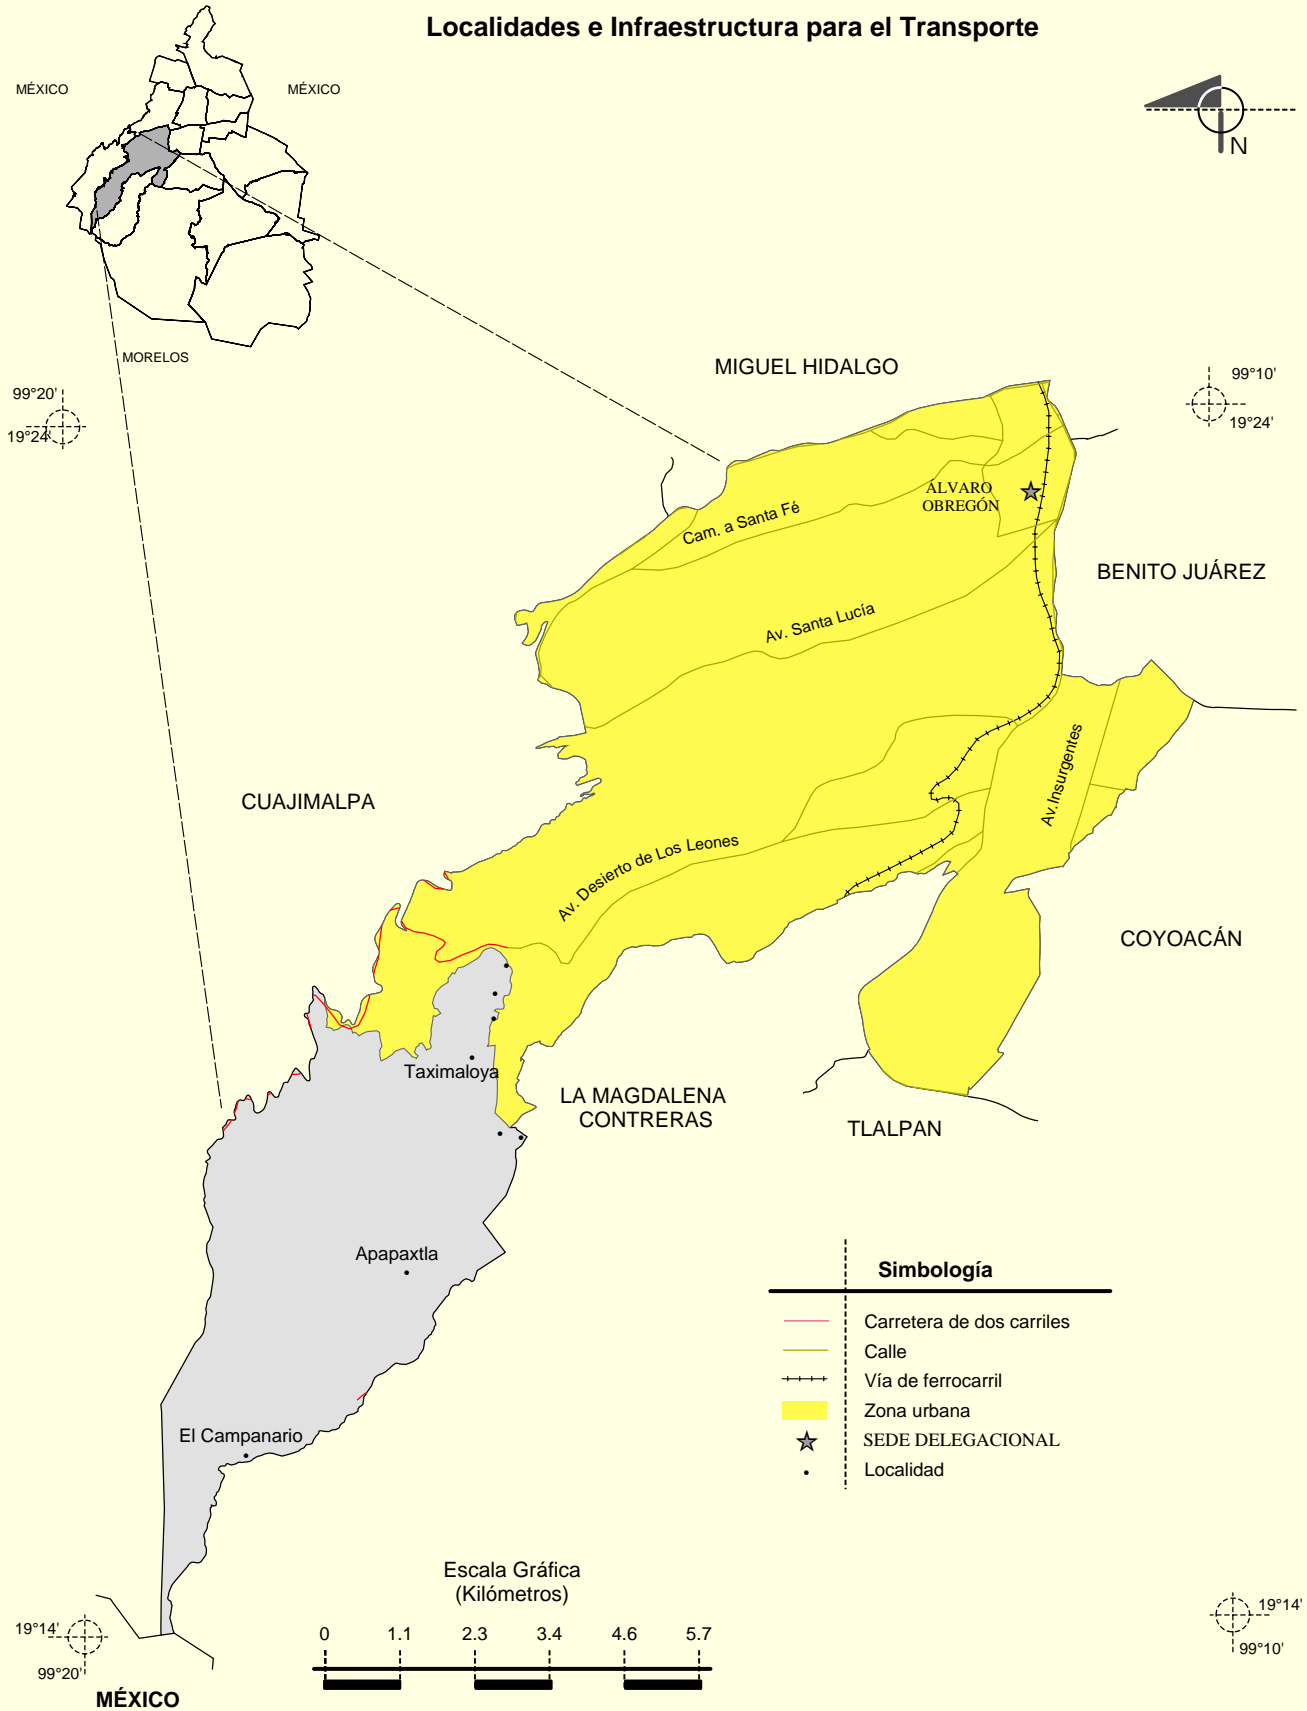 Localidades e Infraestructura para el Transporte
MÉXICO
MÉXICO
N
MORELOS
MIGUEL HIDALGO
99°20'
19°24'
99°10'
19°24'
ÁLVARO
OBREGÓN
Cam. a Santa Fé
BENITO JUÁREZ
Av. Santa Lucía
Av.Insurgentes
CUAJIMALPA
Av. Desierto de Los Leones
COYOACÁN
Taximaloya
LA MAGDALENA
CONTRERAS
TLALPAN
Apapaxtla
Simbología
Carretera de dos carriles
Calle
Vía de ferrocarril
Zona urbana
SEDE DELEGACIONAL
Localidad
El Campanario
Escala Gráfica
(Kilómetros)
0 1.1 2.3 3.4 4.6 5.7
19°14'
99°20'
19°14'
99°10'
MÉXICO